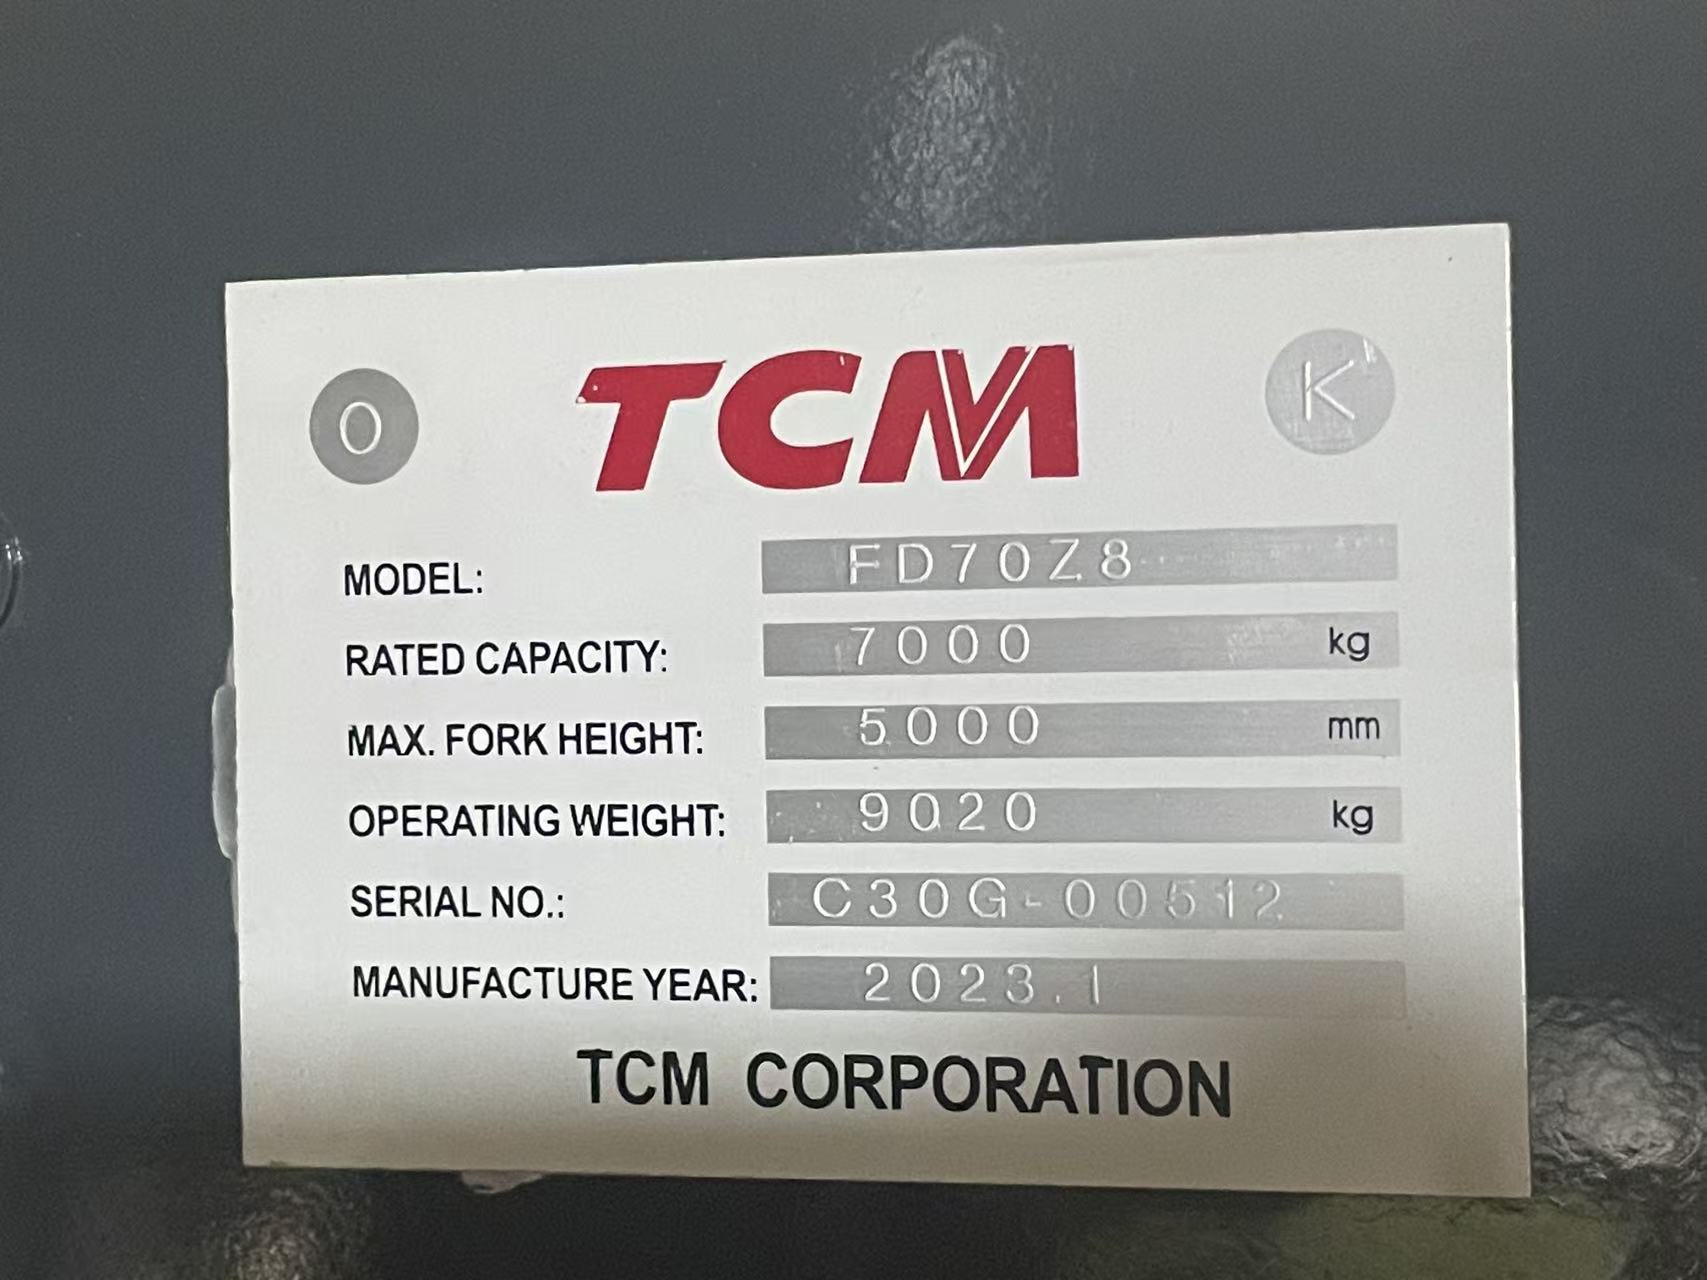 O TCM K
MODEL: FD70Z8
RATED CAPACITY: 7000 kg
MAX. FORK HEIGHT: 5000 mm
OPERATING WEIGHT: 9020 kg
SERIAL NO.: C30G-00512
MANUFACTURE YEAR: 2023.1
TCM CORPORATION